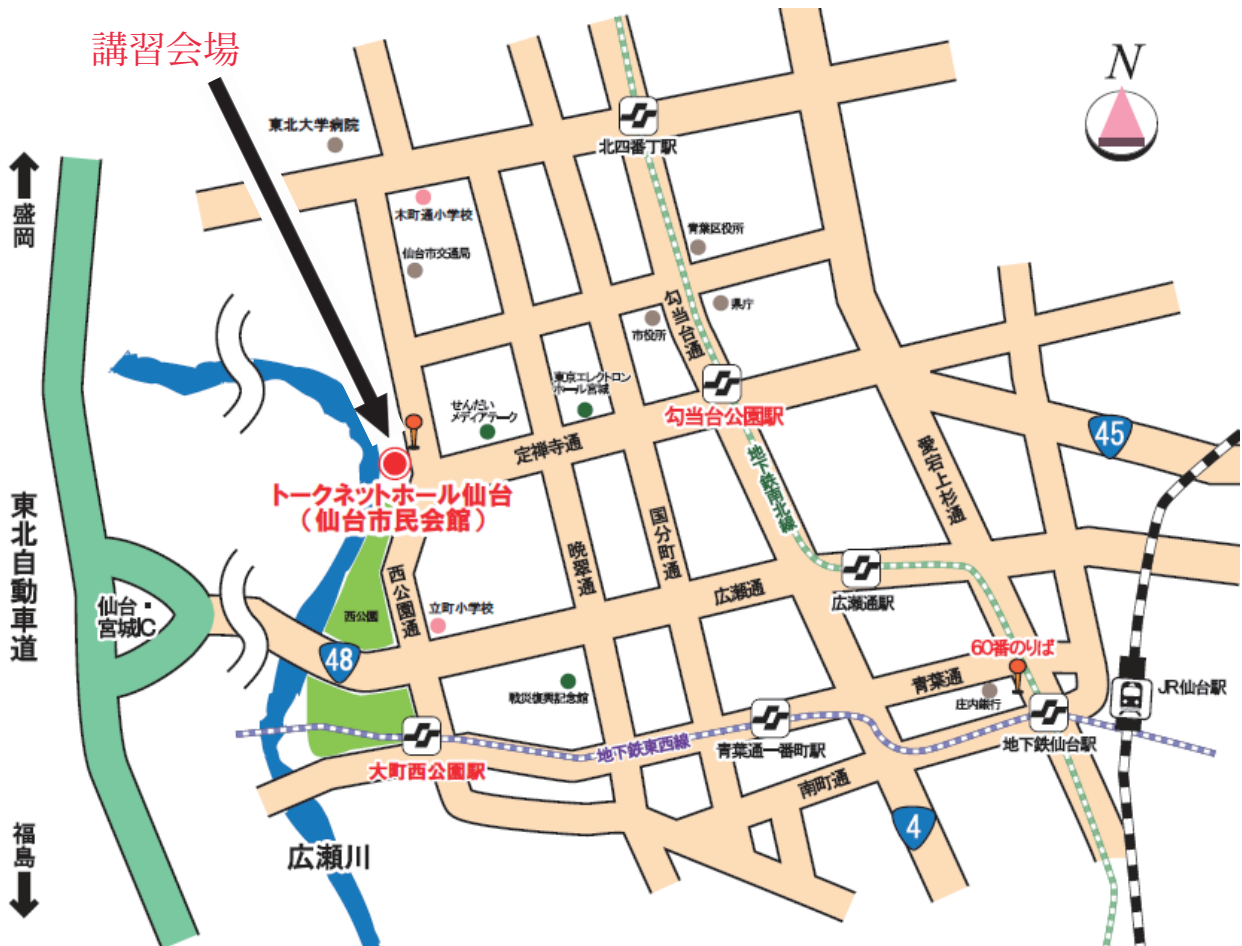 講習会場
N
東北大学病院
北四番丁駅
盛岡
木町通小学校
仙台市交通局
青葉区役所
県庁
勾当台通
市役所
東京エレクトロン
ホール宮城
せんだい
メディアテーク
勾当台公園駅
定禅寺通
45
地下鉄南北線
愛宕上杉通
トークネットホール仙台
(仙台市民会館)
国分町通
晩翠通
東北自動車道
西公園通
広瀬通
広瀬通駅
仙台・
宮城IC
立町小学校
西公園
48
60番のりば
青葉通
庄内銀行
JR仙台駅
戦災復興記念館
地下鉄仙台駅
地下鉄東西線
青葉通一番町駅
大町西公園駅
南町通
4
福島
広瀬川